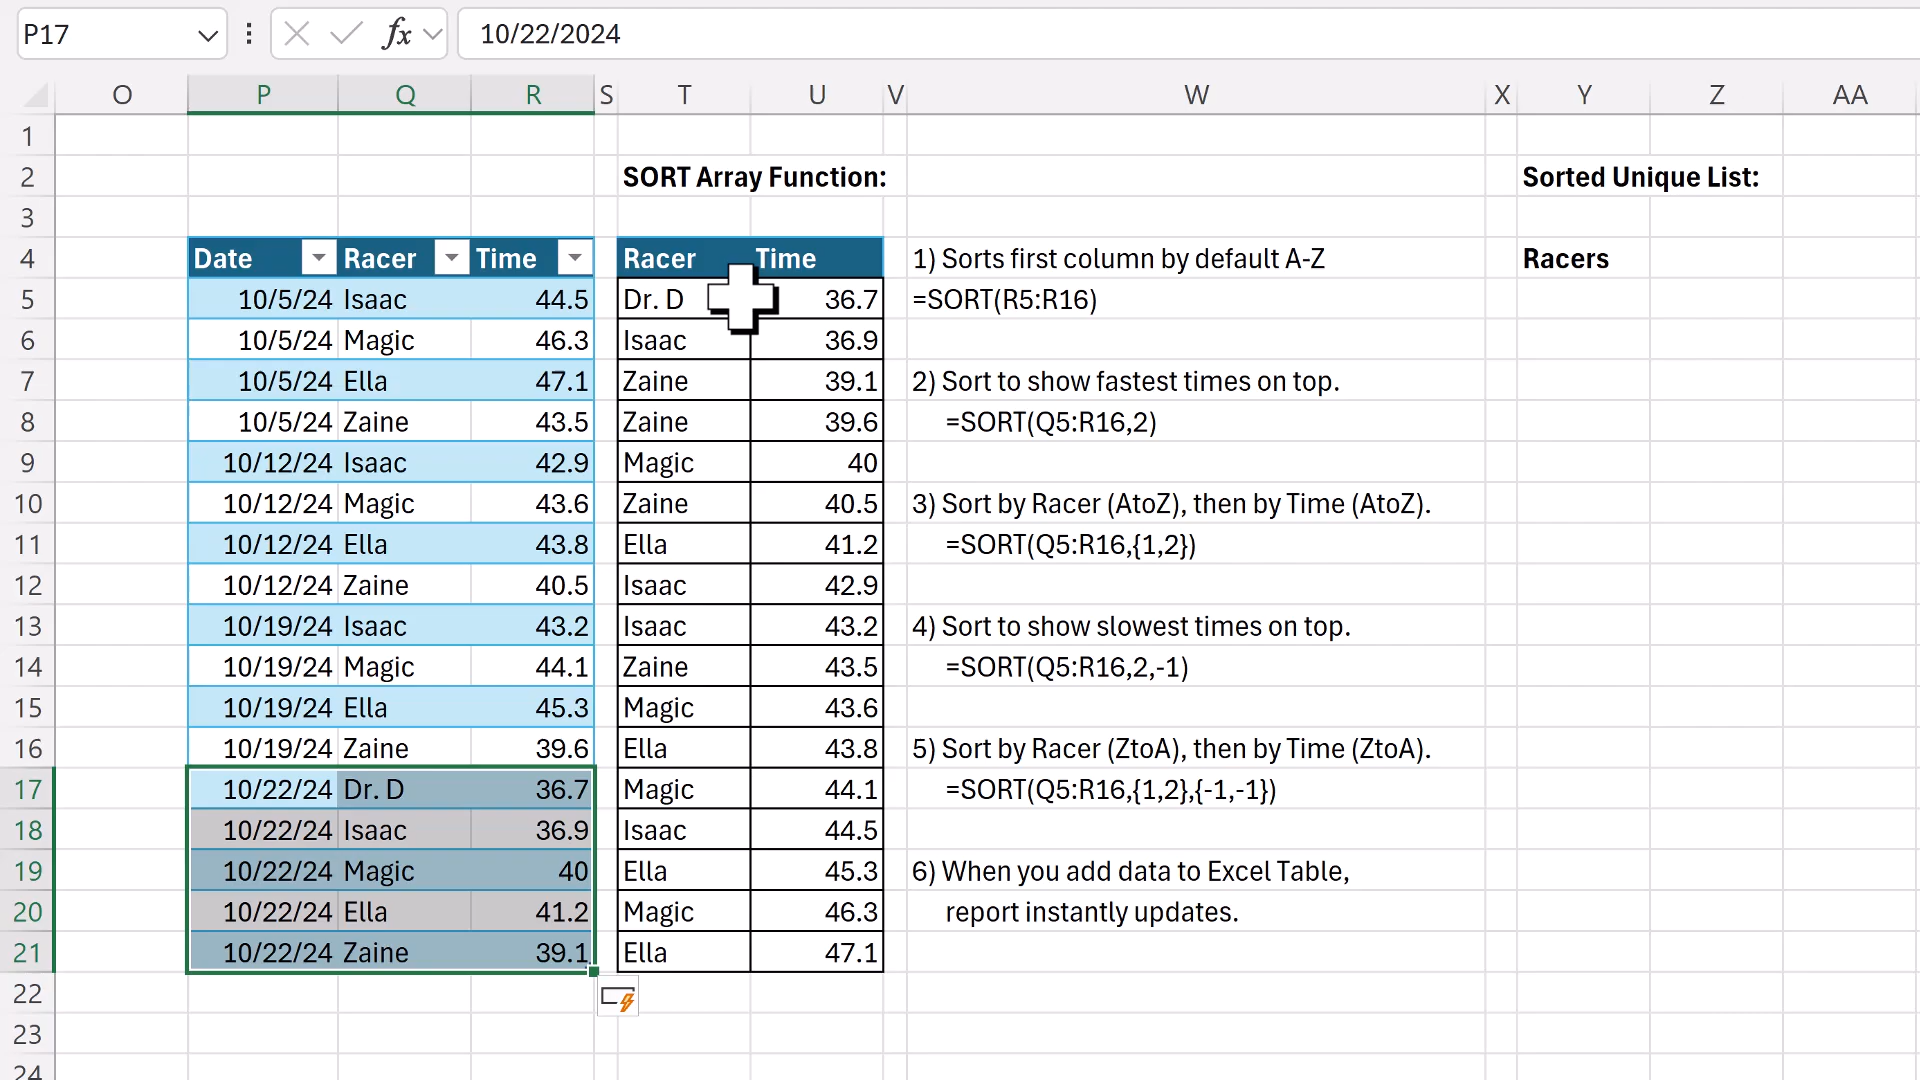 P17 fx 10/22/2024
O P Q R S T U V W X Y Z AA
1
2 SORT Array Function: Sorted Unique List:
3
4 Date Racer Time Racer Time 1) Sorts first column by default A-Z Racers
5 10/5/24 Isaac 44.5 Dr. D 36.7 =SORT(R5:R16)
6 10/5/24 Magic 46.3 Isaac 36.9
7 10/5/24 Ella 47.1 Zaine 39.1 2) Sort to show fastest times on top.
8 10/5/24 Zaine 43.5 Zaine 39.6 =SORT(Q5:R16,2)
9 10/12/24 Isaac 42.9 Magic 40
10 10/12/24 Magic 43.6 Zaine 40.5 3) Sort by Racer (AtoZ), then by Time (AtoZ).
11 10/12/24 Ella 43.8 Ella 41.2 =SORT(Q5:R16,{1,2})
12 10/12/24 Zaine 40.5 Isaac 42.9
13 10/19/24 Isaac 43.2 Isaac 43.2 4) Sort to show slowest times on top.
14 10/19/24 Magic 44.1 Zaine 43.5 =SORT(Q5:R16,2,-1)
15 10/19/24 Ella 45.3 Magic 43.6
16 10/19/24 Zaine 39.6 Ella 43.8 5) Sort by Racer (ZtoA), then by Time (ZtoA).
17 10/22/24 Dr. D 36.7 Magic 44.1 =SORT(Q5:R16,{1,2},{-1,-1})
18 10/22/24 Isaac 36.9 Isaac 44.5
19 10/22/24 Magic 40 Ella 45.3 6) When you add data to Excel Table,
20 10/22/24 Ella 41.2 Magic 46.3 report instantly updates.
21 10/22/24 Zaine 39.1 Ella 47.1
22
23
24